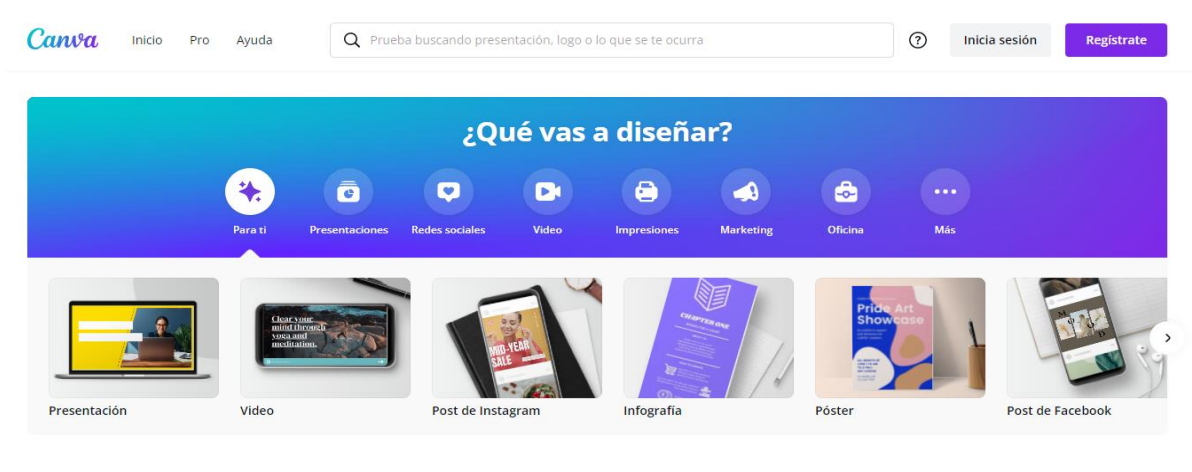 Canva
Inicio Pro Ayuda
Prueba buscando presentación, logo o lo que se te ocurra
Inicia sesión
Regístrate
¿Qué vas a diseñar?
Para ti
Presentaciones
Redes sociales
Video
Impresiones
Marketing
Oficina
Más
Clear your
mind through
yoga and
meditation.
MID-YEAR
SALE
CHAPTER ONE
Pride Art
Showcase
Presentación
Video
Post de Instagram
Infografía
Póster
Post de Facebook